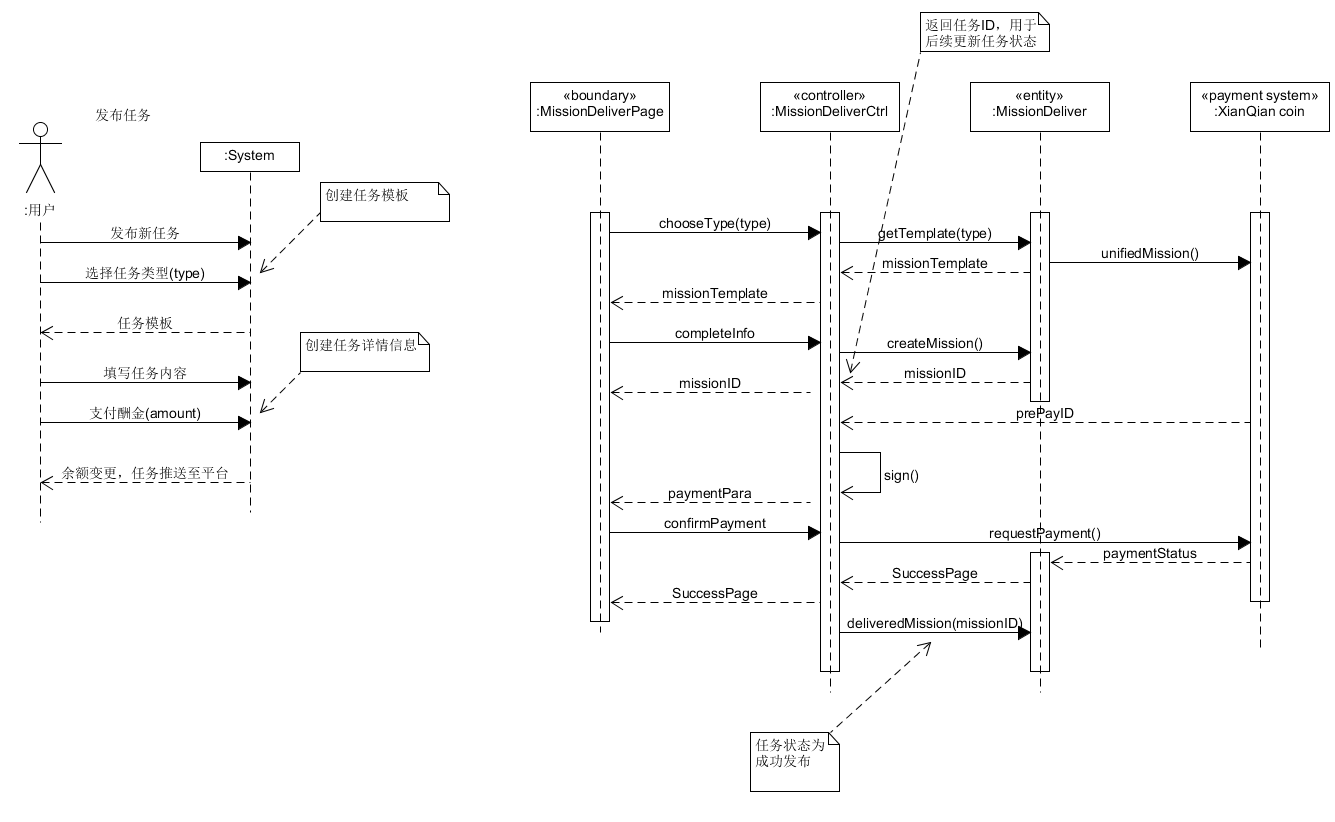 发布任务
:用户
:System
创建任务模板
发布新任务
选择任务类型(type)
任务模板
创建任务详情信息
填写任务内容
支付酬金(amount)
余额变更，任务推送至平台
返回任务ID，用于
后续更新任务状态
«boundary»
:MissionDeliverPage
«controller»
:MissionDeliverCtrl
«entity»
:MissionDeliver
«payment system»
:XianQian coin
chooseType(type)
getTemplate(type)
unifiedMission()
missionTemplate
missionTemplate
completeInfo
createMission()
missionID
missionID
prePayID
sign()
paymentPara
confirmPayment
requestPayment()
paymentStatus
SuccessPage
SuccessPage
deliveredMission(missionID)
任务状态为
成功发布